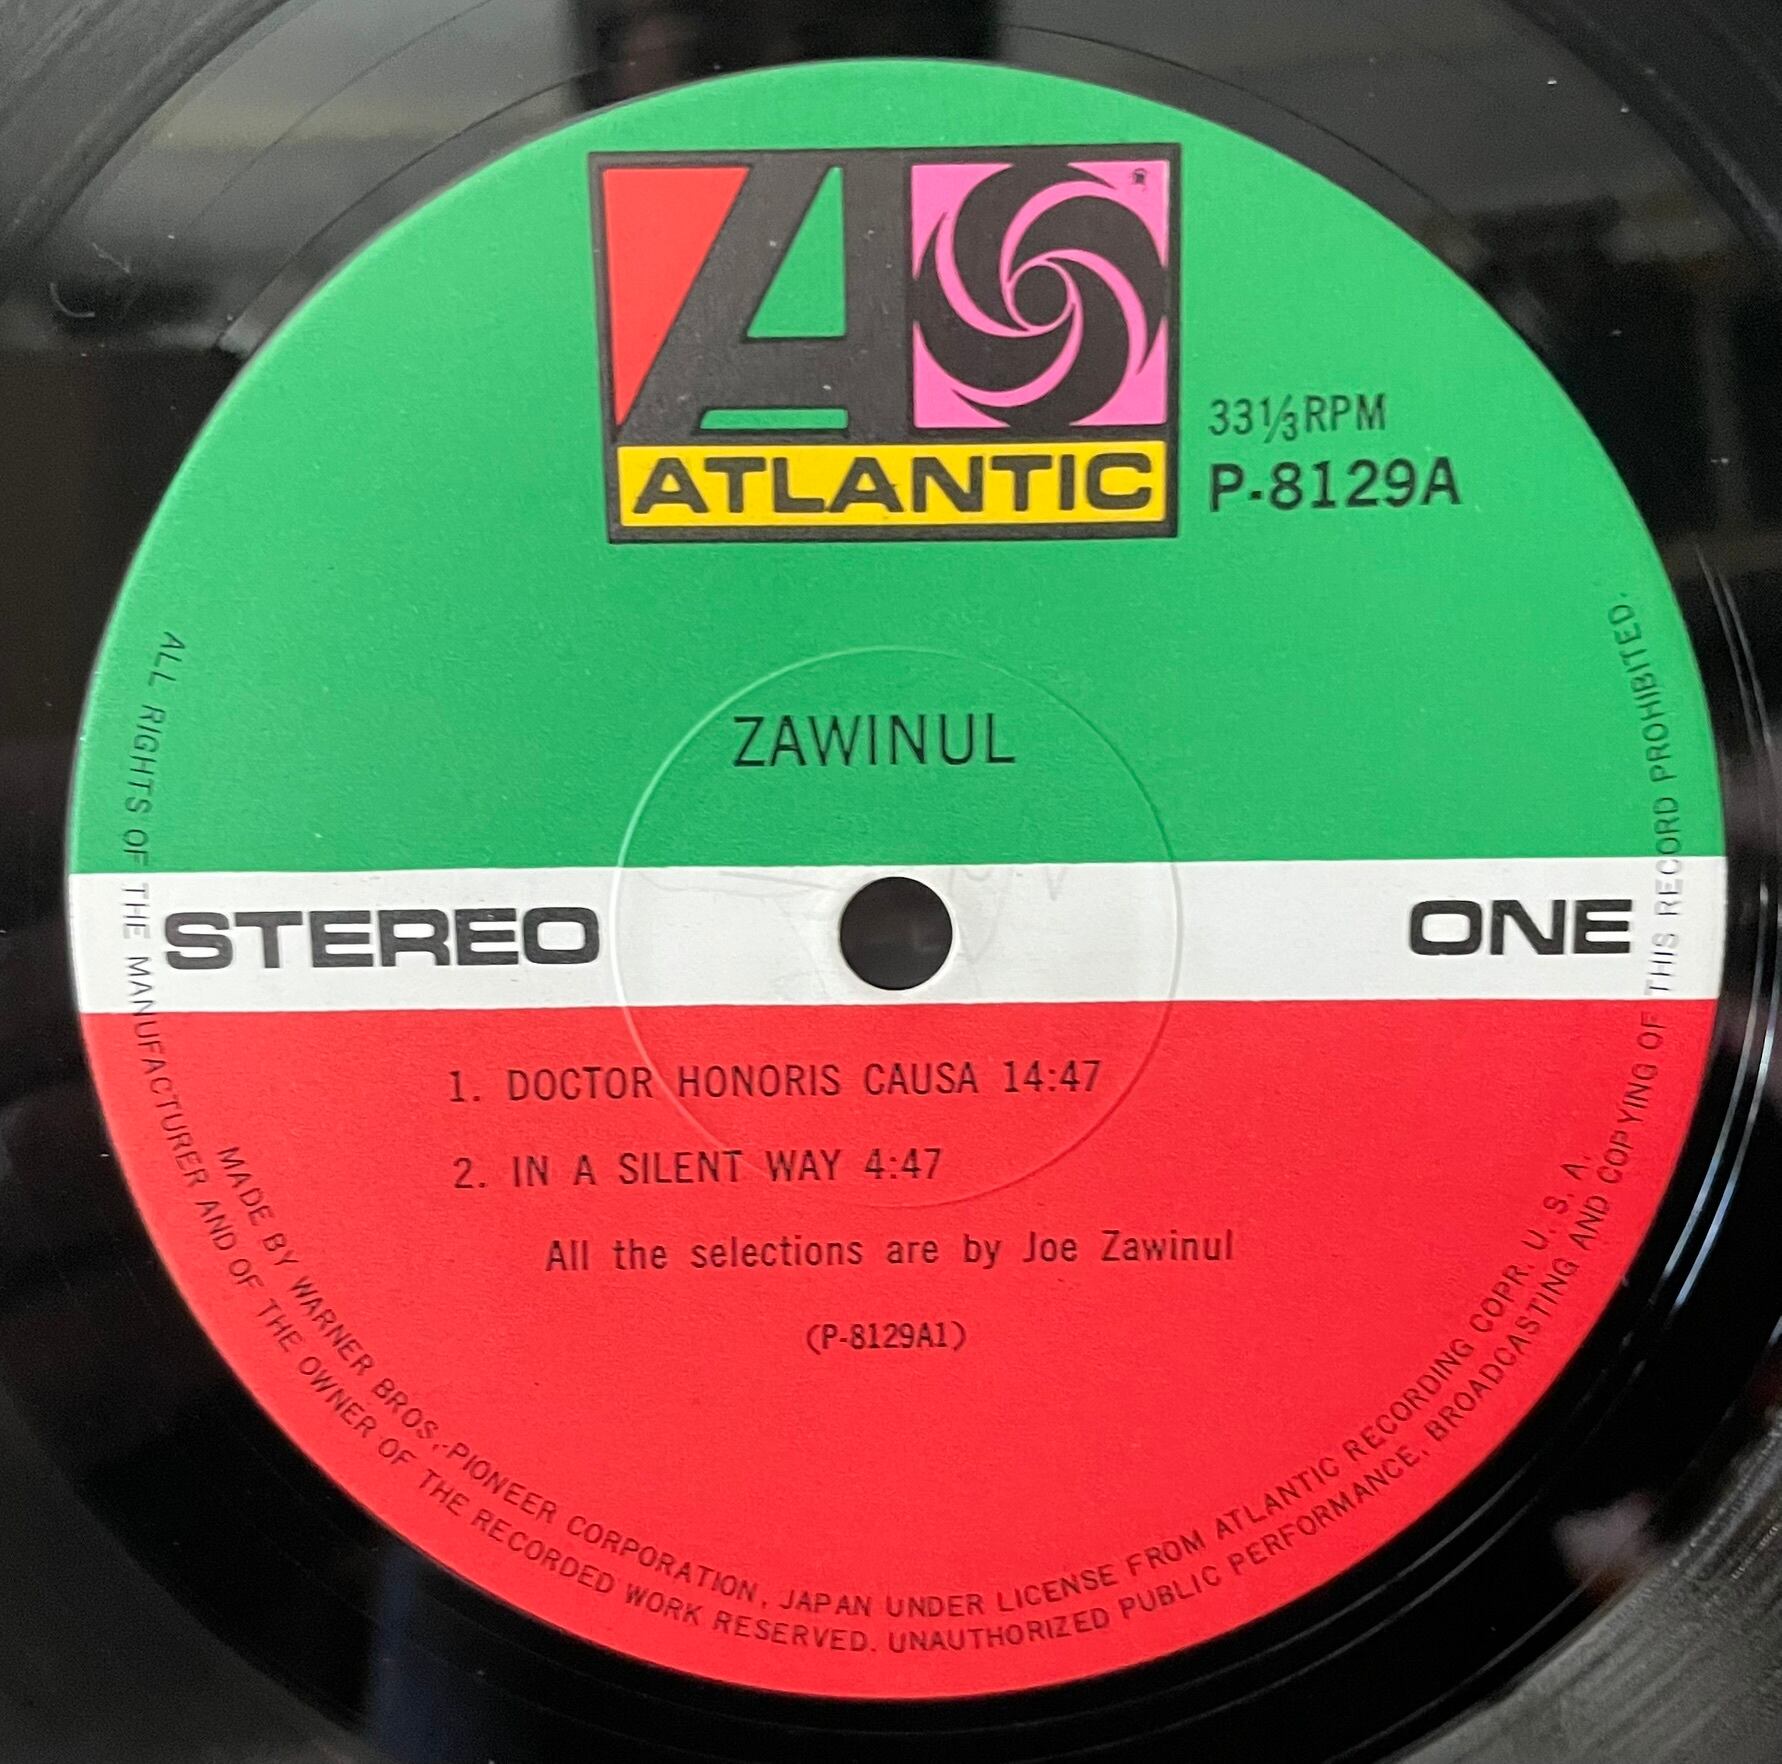 A
ATLANTIC
33⅓RPM
P-8129A
ZAWINUL
STEREO
ONE
1. DOCTOR HONORIS CAUSA 14:47
2. IN A SILENT WAY 4:47
All the selections are by Joe Zawinul
(P-8129A1)
MADE BY WARNER BROS.-PIONEER CORPORATION, JAPAN UNDER LICENSE FROM ATLANTIC RECORDING COPR. U. S. A.
ALL RIGHTS OF THE MANUFACTURER AND OF THE OWNER OF THE RECORDED WORK RESERVED. UNAUTHORIZED PUBLIC PERFORMANCE, BROADCASTING AND COPYING OF THIS RECORD PROHIBITED.